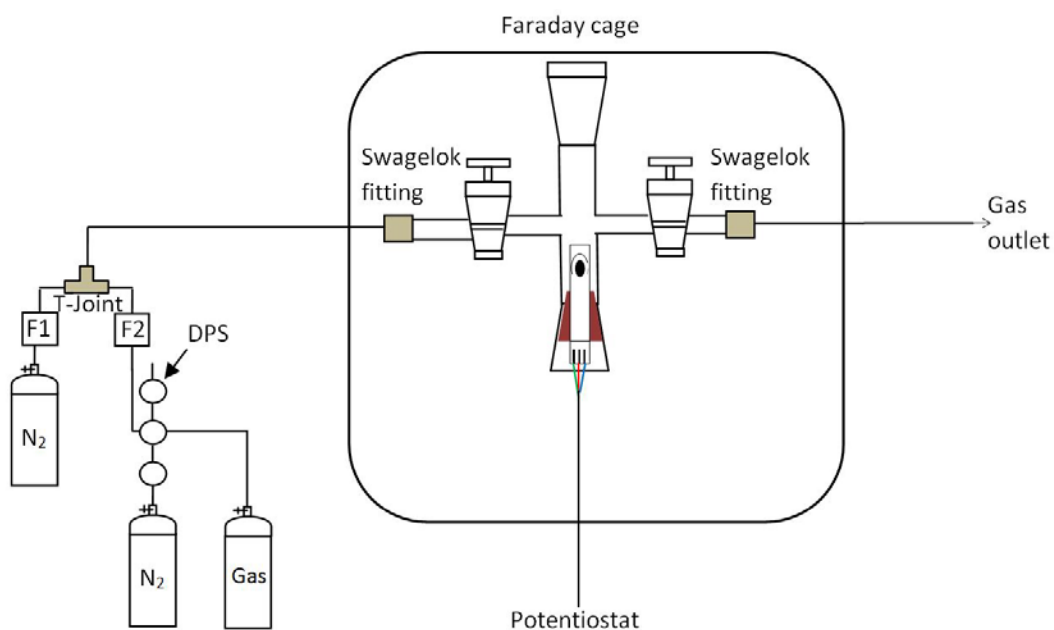 Faraday cage
Swagelok
fitting
Swagelok
fitting
Gas
outlet
T-Joint
F1
F2
DPS
N₂
N₂
Gas
Potentiostat